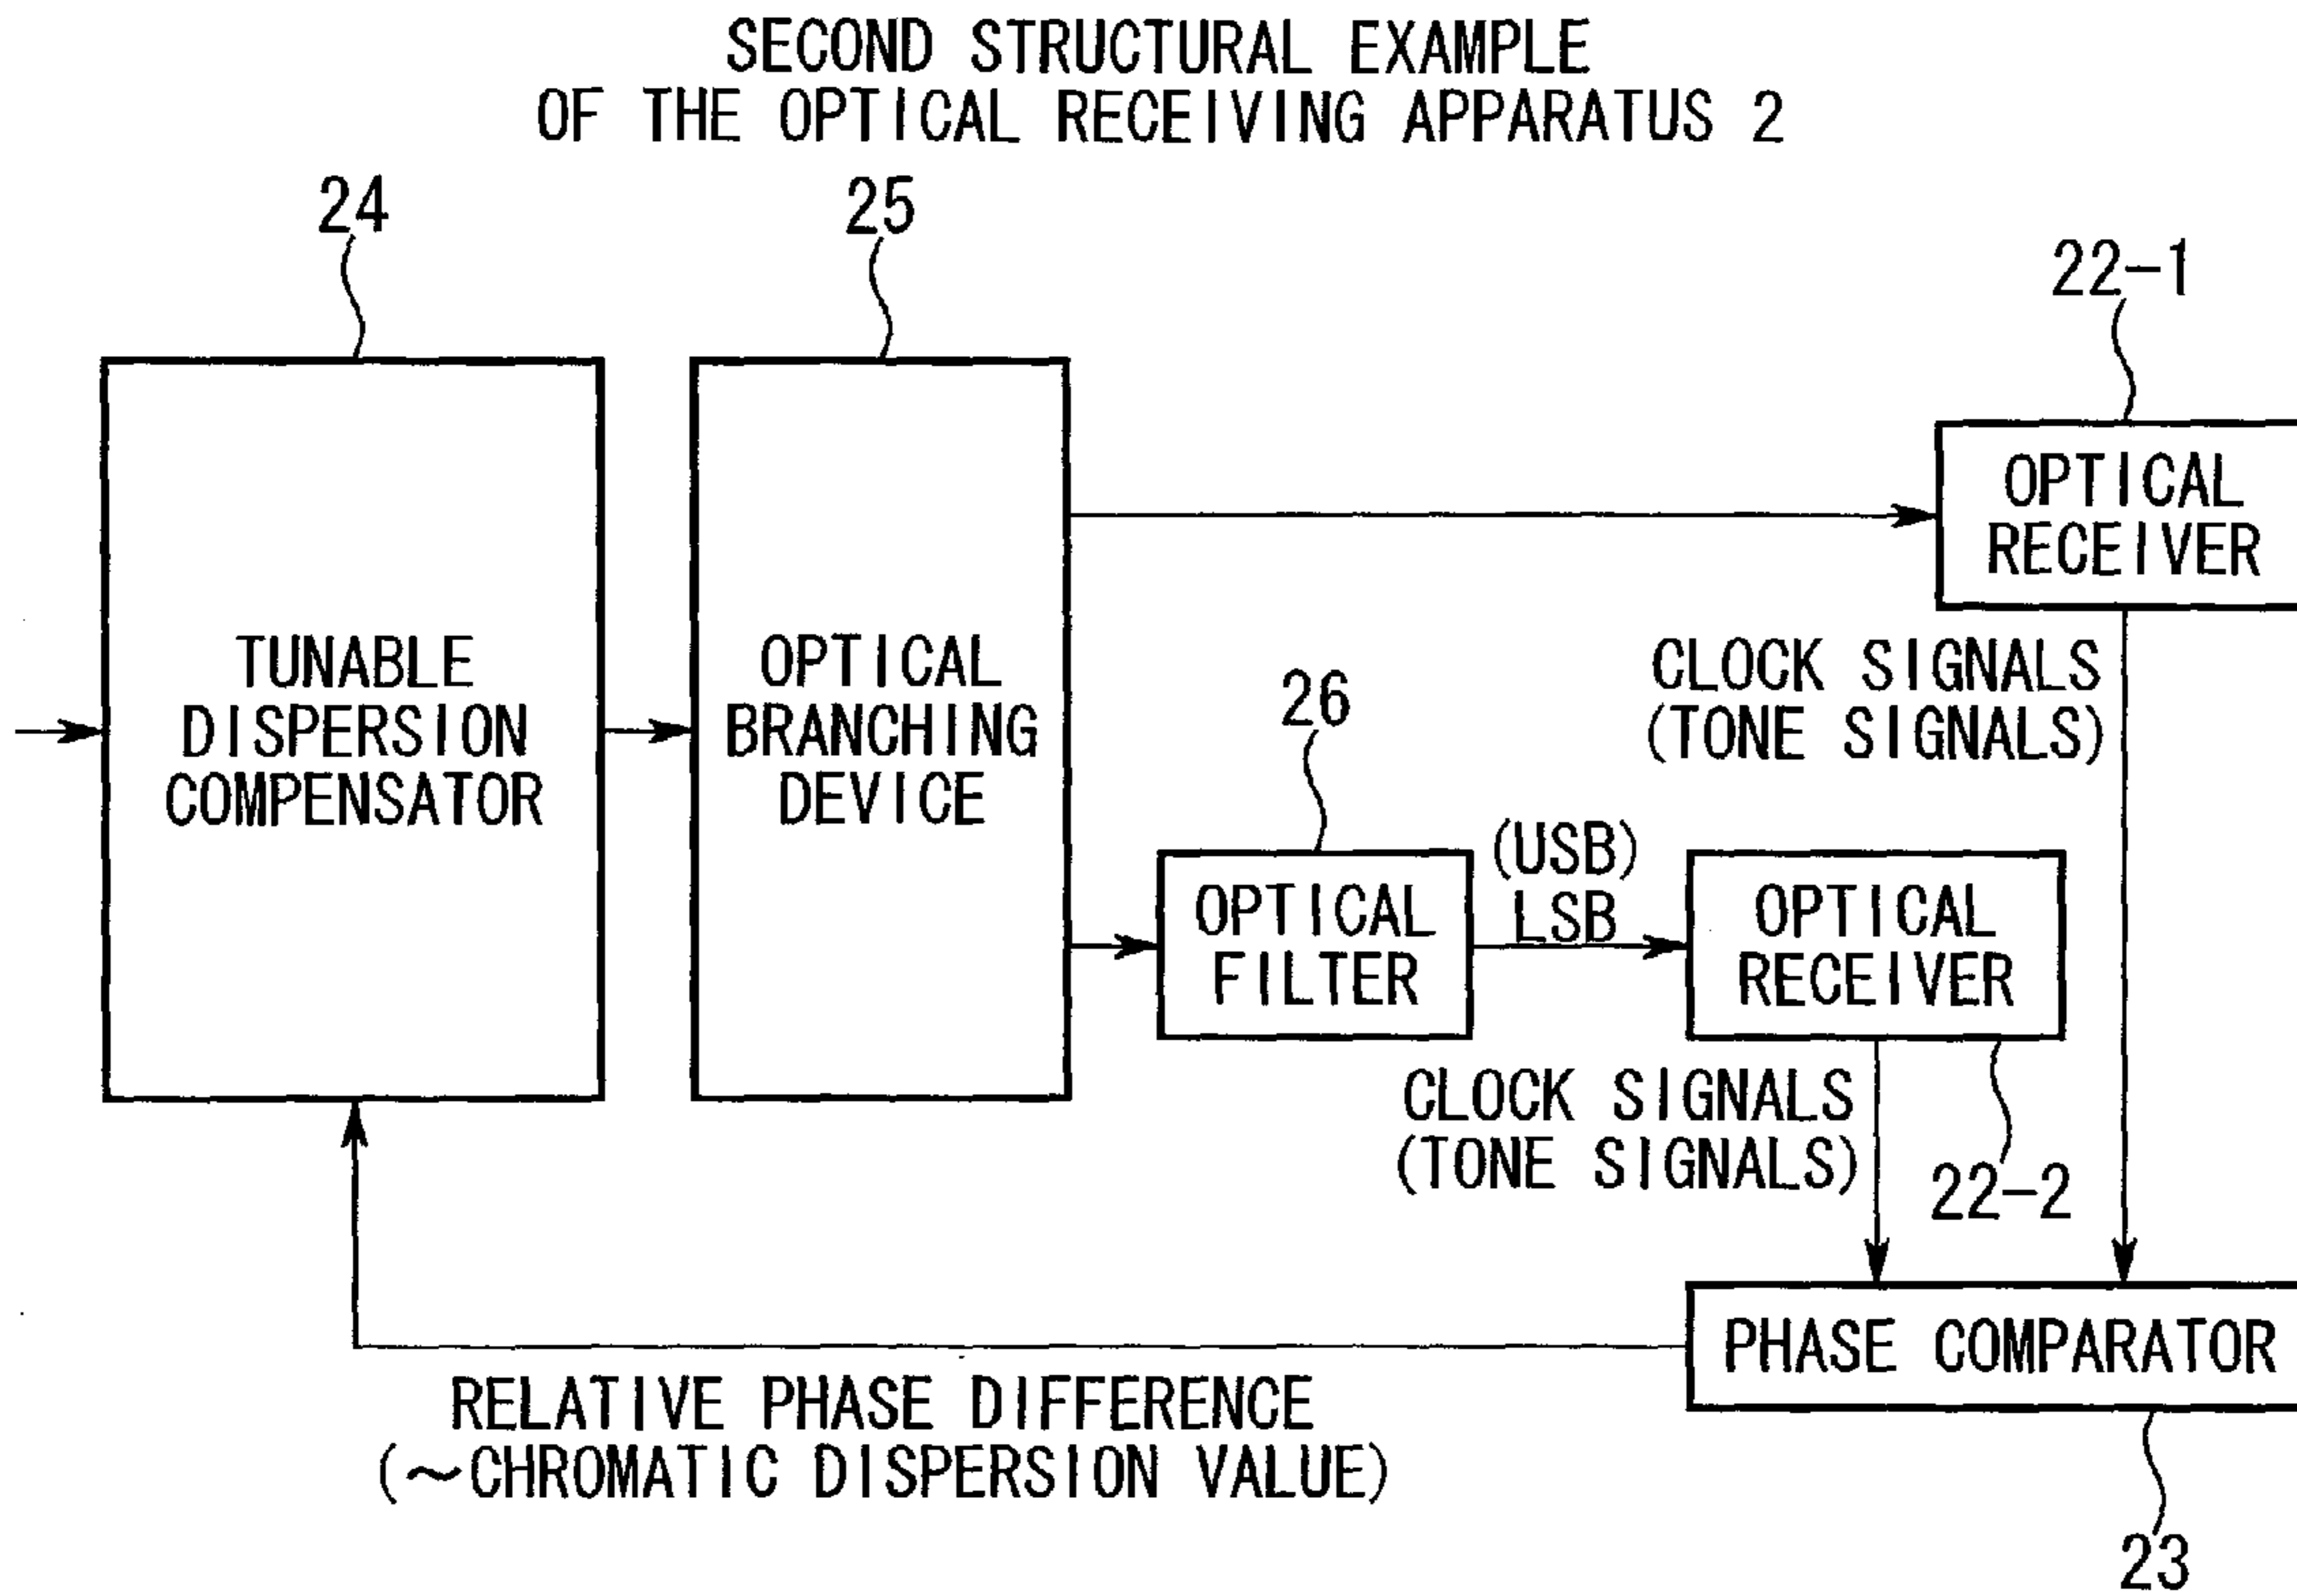 SECOND STRUCTURAL EXAMPLE
OF THE OPTICAL RECEIVING APPARATUS 2
24
25
22-1
OPTICAL
RECEIVER
TUNABLE
DISPERSION
COMPENSATOR
OPTICAL
BRANCHING
DEVICE
CLOCK SIGNALS
(TONE SIGNALS)
26
(USB)
LSB
OPTICAL
FILTER
OPTICAL
RECEIVER
CLOCK SIGNALS
(TONE SIGNALS)
22-2
PHASE COMPARATOR
RELATIVE PHASE DIFFERENCE
(~CHROMATIC DISPERSION VALUE)
23